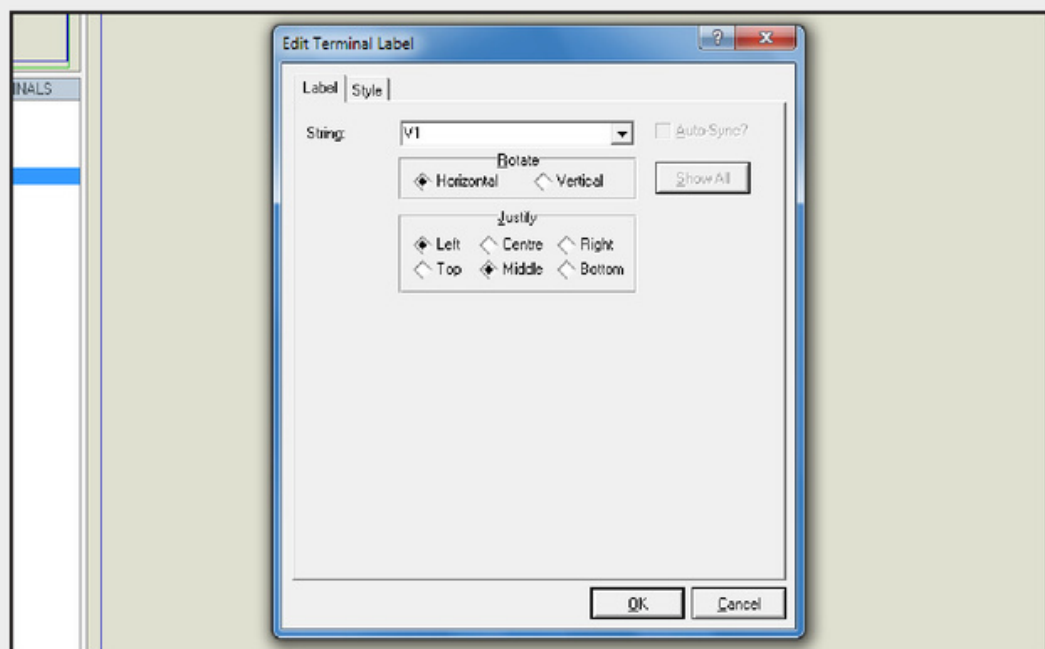 INALS
Edit Terminal Label
Label Style
String: V1 Auto-Sync?
Rotate
Horizontal Vertical Show All
Justify
Left Centre Right
Top Middle Bottom
OK Cancel